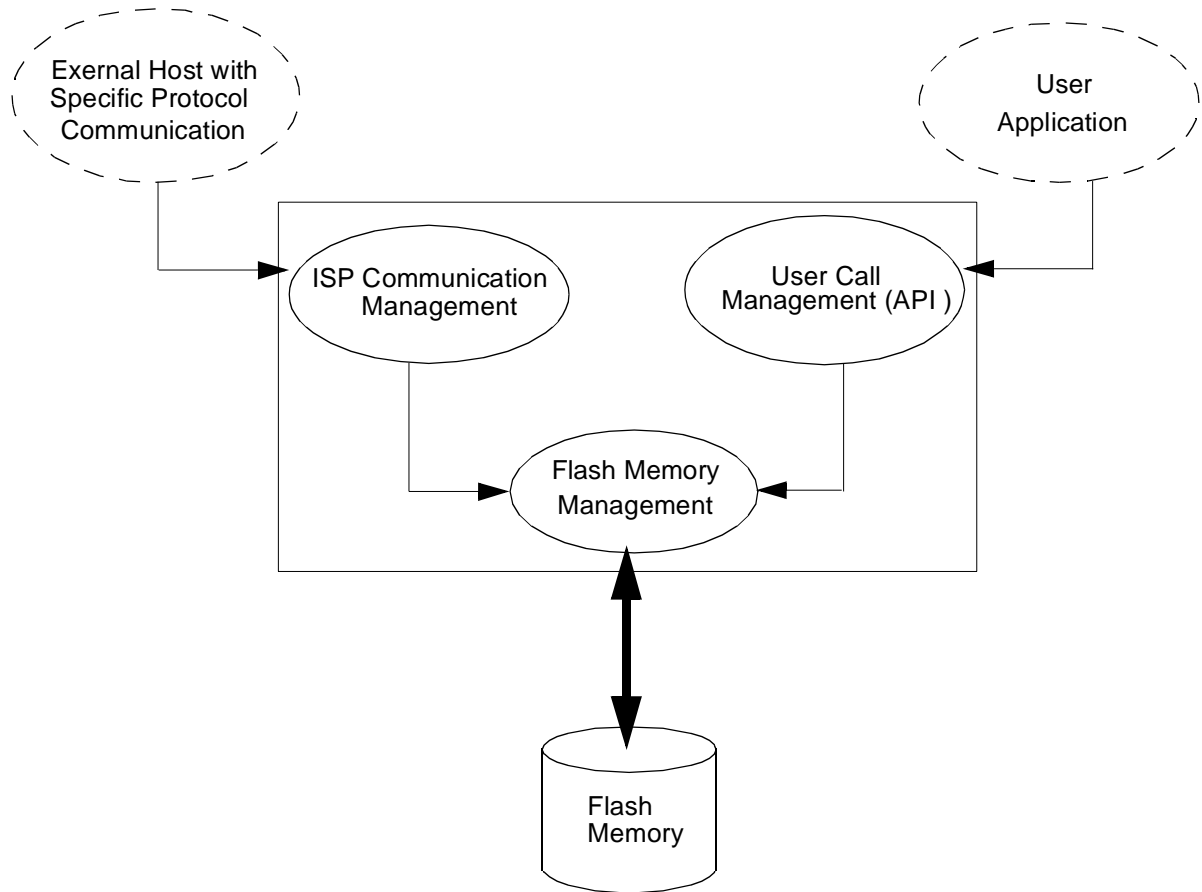 Exernal Host with
Specific Protocol
Communication
User
Application
ISP Communication
Management
User Call
Management (API )
Flash Memory
Management
Flash
Memory